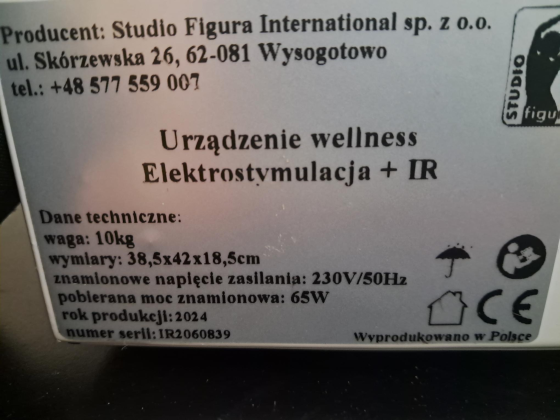 Producent: Studio Figura International sp. z o.o.
ul. Skórzewska 26, 62-081 Wysogotowo
tel.: +48 577 559 007
STUDIO
figu
Urządzenie wellness
Elektrostymulacja + IR
Dane techniczne:
waga: 10kg
wymiary: 38,5x42x18,5cm
znamionowe napięcie zasilania: 230V/50Hz
pobierana moc znamionowa: 65W
rok produkcji: 2024
numer serii: IR2060839
CE
Wyprodukowano w Polsce